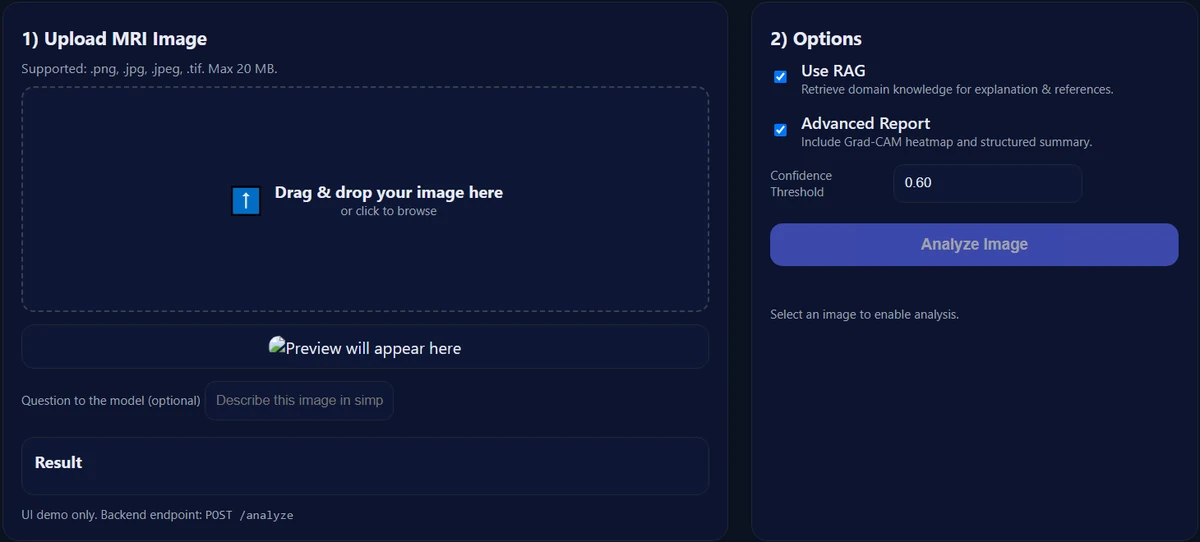 1) Upload MRI Image
Supported: .png, .jpg, .jpeg, .tif. Max 20 MB.
Drag & drop your image here
or click to browse
Preview will appear here
Question to the model (optional)
Describe this image in simp
Result
UI demo only. Backend endpoint: POST /analyze
2) Options
Use RAG
Retrieve domain knowledge for explanation & references.
Advanced Report
Include Grad-CAM heatmap and structured summary.
Confidence
Threshold
0.60
Analyze Image
Select an image to enable analysis.